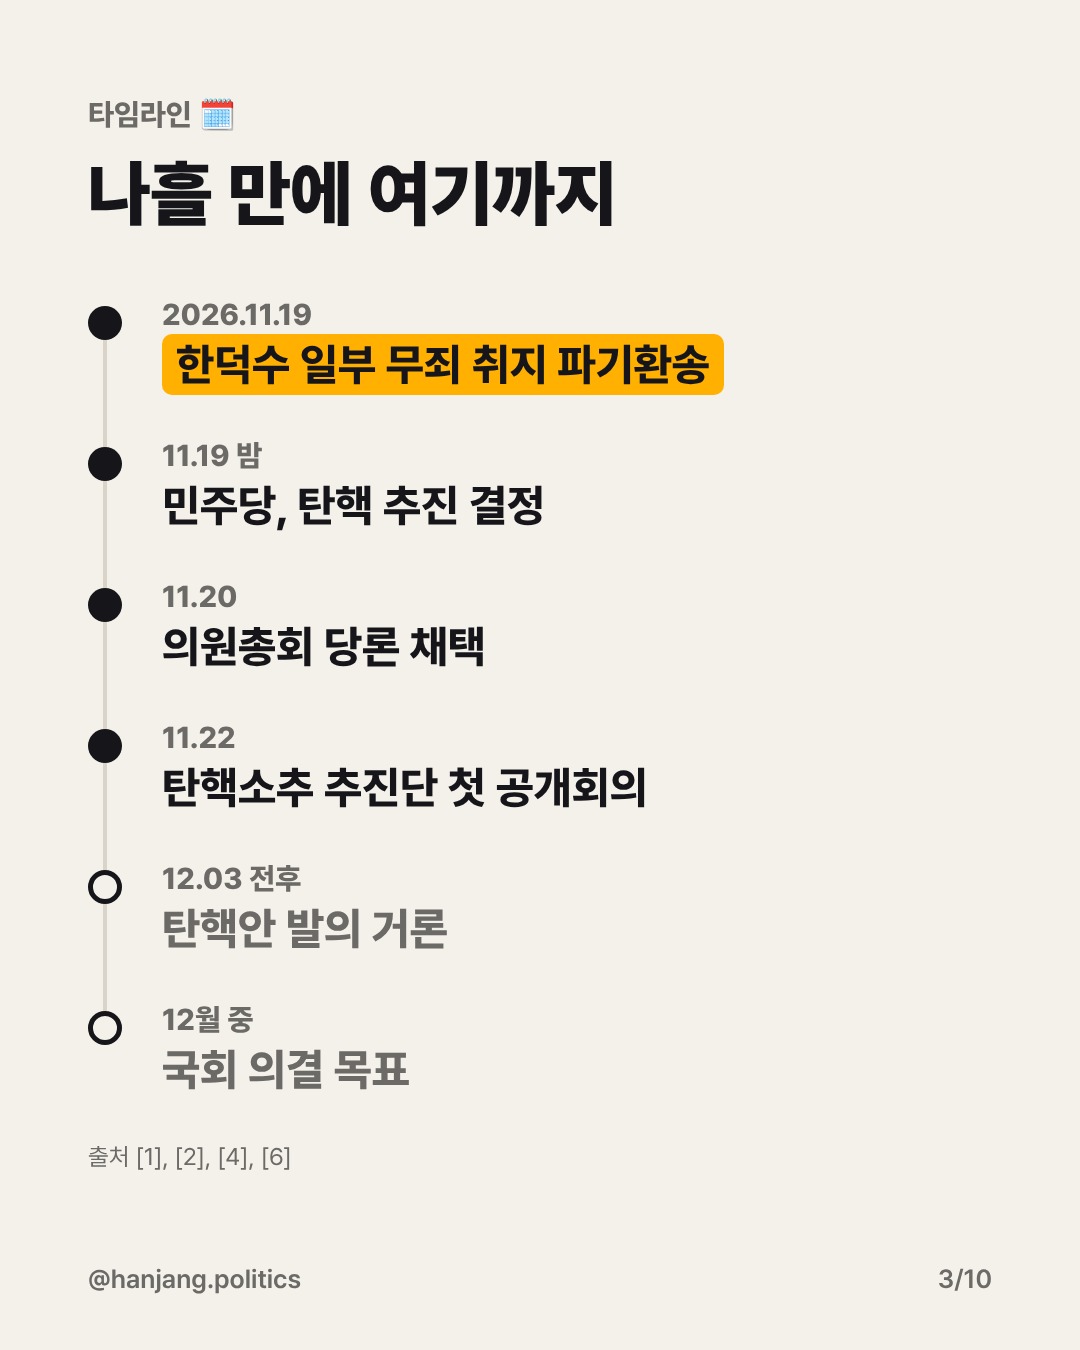 타임라인 🗓️
나흘 만에 여기까지
2026.11.19
한덕수 일부 무죄 취지 파기환송
11.19 밤
민주당, 탄핵 추진 결정
11.20
의원총회 당론 채택
11.22
탄핵소추 추진단 첫 공개회의
12.03 전후
탄핵안 발의 거론
12월 중
국회 의결 목표
출처 [1], [2], [4], [6]
@hanjang.politics
3/10